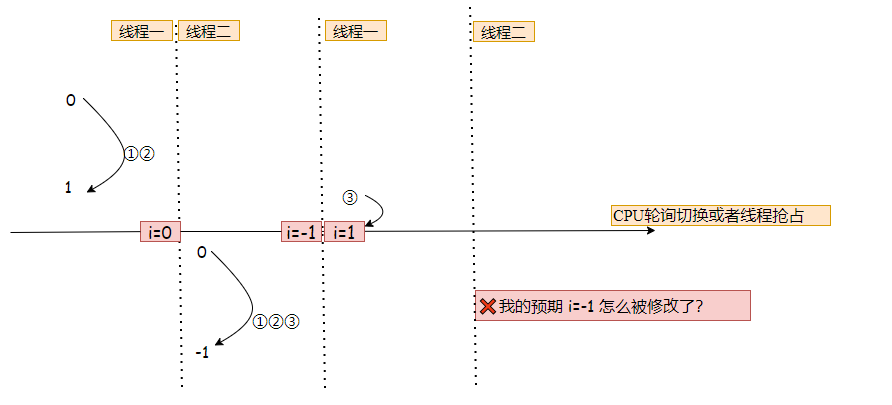 线程一
线程二
线程一
线程二
0
①②
1
③
CPU轮询切换或者线程抢占
i=0
i=-1
i=1
0
①②③
-1
❌我的预期 i=-1 怎么被修改了？